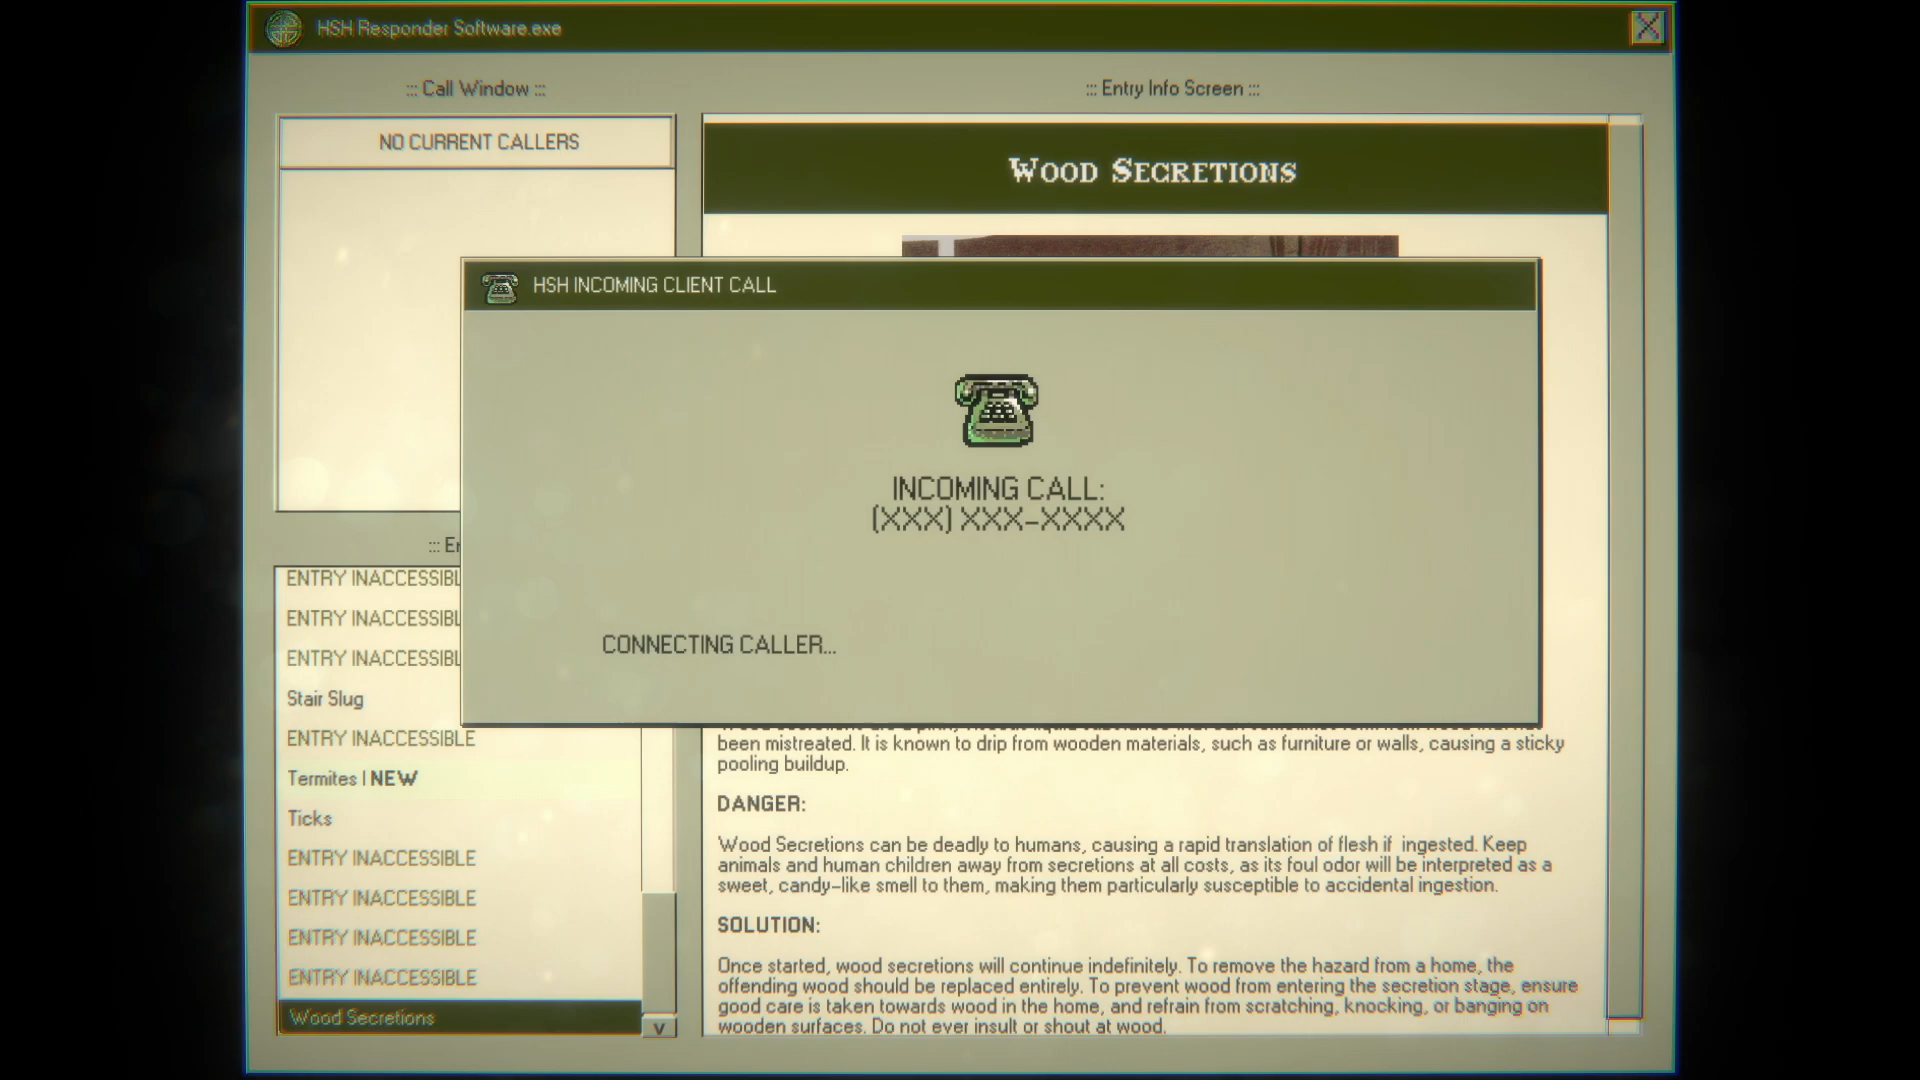 HSH Responder Software.exe
::: Call Window :::
::: Entry Info Screen :::
NO CURRENT CALLERS
WOOD SECRETIONS
HSH INCOMING CLIENT CALL
INCOMING CALL:
(XXX) XXX-XXXX
CONNECTING CALLER...
::: En
ENTRY INACCESSIBL
ENTRY INACCESSIBL
ENTRY INACCESSIBL
Stair Slug
ENTRY INACCESSIBLE
Termites | NEW
Ticks
ENTRY INACCESSIBLE
ENTRY INACCESSIBLE
ENTRY INACCESSIBLE
ENTRY INACCESSIBLE
Wood Secretions
v
been mistreated. It is known to drip from wooden materials, such as furniture or walls, causing a sticky
pooling buildup.
DANGER:
Wood Secretions can be deadly to humans, causing a rapid translation of flesh if ingested. Keep
animals and human children away from secretions at all costs, as its foul odor will be interpreted as a
sweet, candy-like smell to them, making them particularly susceptible to accidental ingestion.
SOLUTION:
Once started, wood secretions will continue indefinitely. To remove the hazard from a home, the
offending wood should be replaced entirely. To prevent wood from entering the secretion stage, ensure
good care is taken towards wood in the home, and refrain from scratching, knocking, or banging on
wooden surfaces. Do not ever insult or shout at wood.